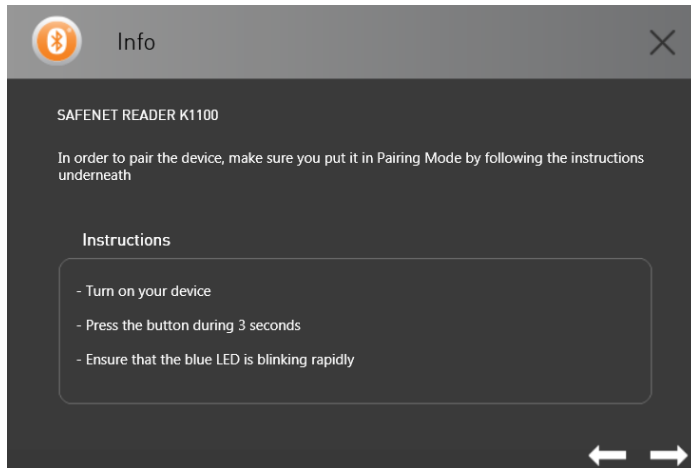 Info
SAFENET READER K1100
In order to pair the device, make sure you put it in Pairing Mode by following the instructions
underneath
Instructions
- Turn on your device
- Press the button during 3 seconds
- Ensure that the blue LED is blinking rapidly